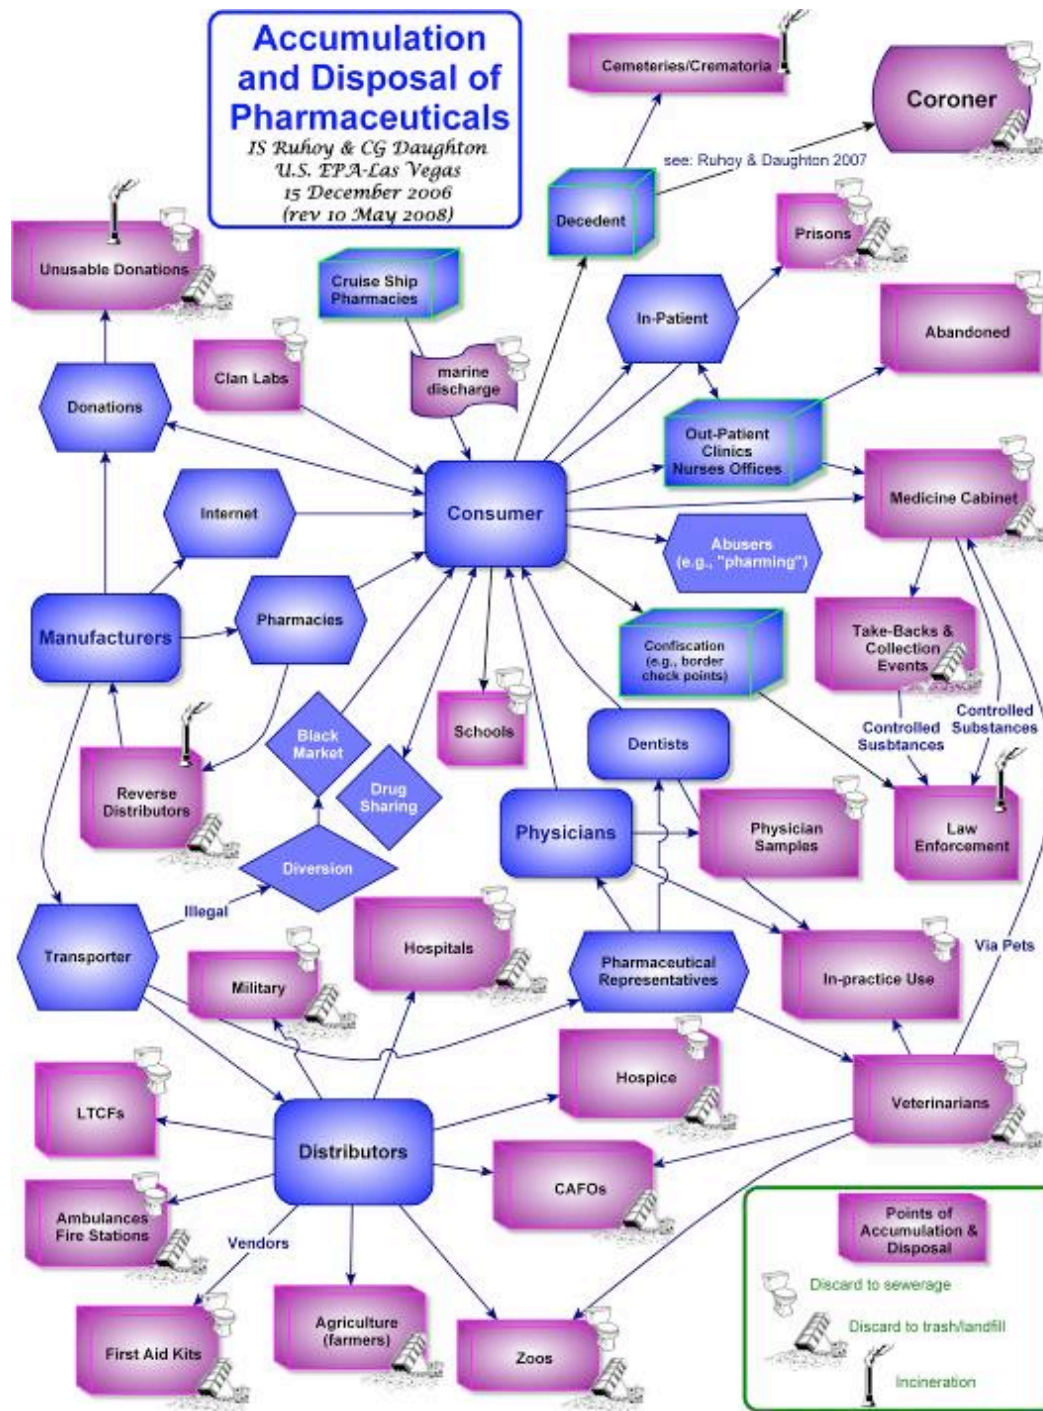 Accumulation
and Disposal of
Pharmaceuticals
IS Ruhoy & CG Daughton
U.S. EPA-Las Vegas
15 December 2006
(rev 10 May 2008)
Cemeteries/Crematoria
Coroner
see: Ruhoy & Daughton 2007
Decedent
Prisons
Unusable Donations
Cruise Ship
Pharmacies
In-Patient
Abandoned
Clan Labs
marine
discharge
Donations
Out-Patient
Clinics
Nurses Offices
Medicine Cabinet
Internet
Consumer
Abusers
(e.g., "pharming")
Manufacturers
Pharmacies
Confiscation
(e.g., border
check points)
Take-Backs &
Collection
Events
Controlled
Substances
Controlled
Susbtances
Black
Market
Schools
Dentists
Drug
Sharing
Reverse
Distributors
Physicians
Physician
Samples
Law
Enforcement
Diversion
Illegal
Transporter
Hospitals
Military
Pharmaceutical
Representatives
In-practice Use
Via Pets
LTCFs
Hospice
Veterinarians
Distributors
CAFOs
Ambulances
Fire Stations
Vendors
First Aid Kits
Agriculture
(farmers)
Zoos
Points of
Accumulation &
Disposal
Discard to sewerage
Discard to trash/landfill
Incineration